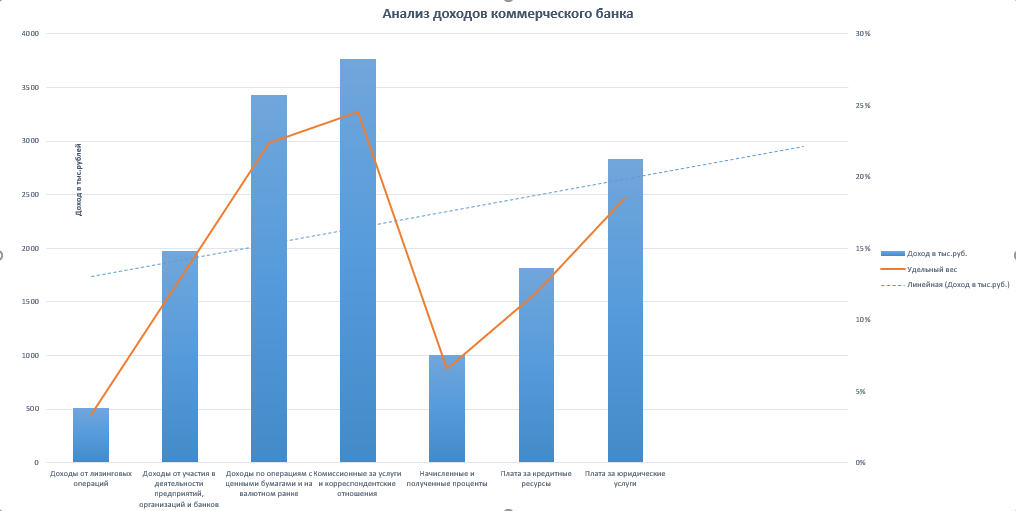 Анализ доходов коммерческого банка
4000
3500
3000
2500
2000
1500
1000
500
0
Доход в тыс.рублей
30%
25%
20%
15%
10%
5%
0%
Доходы от лизинговых
операций
Доходы от участия в
деятельности
предприятий,
организаций и банков
Доходы по операциям с
ценными бумагами и на
валютном ранке
Комиссионные за услуги
и корреспондентские
отношения
Начисленные и
полученные проценты
Плата за кредитные
ресурсы
Плата за юридические
услуги
Доход в тыс.руб.
Удельный вес
Линейная (Доход в тыс.руб.)